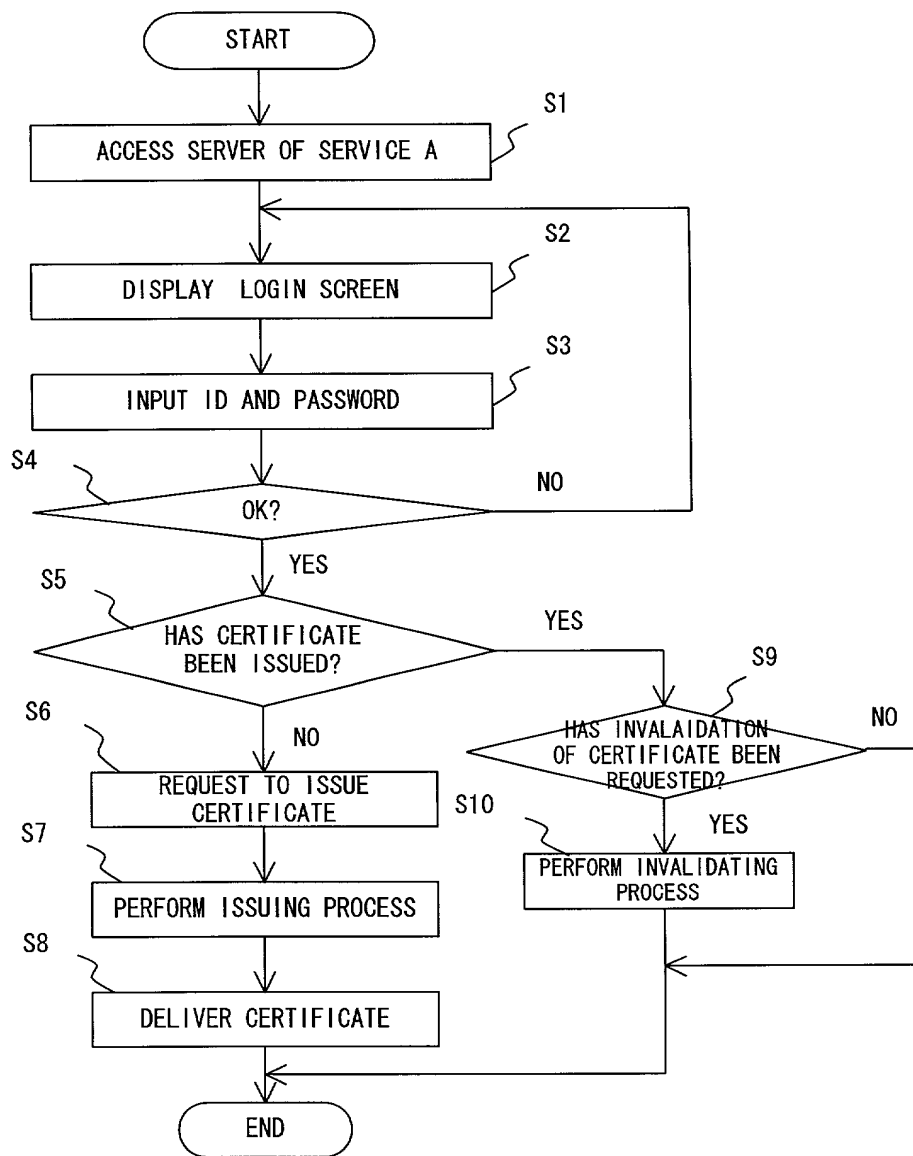 START
S1
ACCESS SERVER OF SERVICE A
S2
DISPLAY LOGIN SCREEN
S3
INPUT ID AND PASSWORD
S4
NO
OK?
YES
S5
YES
HAS CERTIFICATE
BEEN ISSUED?
S9
S6
NO
NO
HAS INVALAIDATION
OF CERTIFICATE BEEN
REQUESTED?
REQUEST TO ISSUE
CERTIFICATE
S10
YES
S7
PERFORM INVALIDATING
PROCESS
PERFORM ISSUING PROCESS
S8
DELIVER CERTIFICATE
END